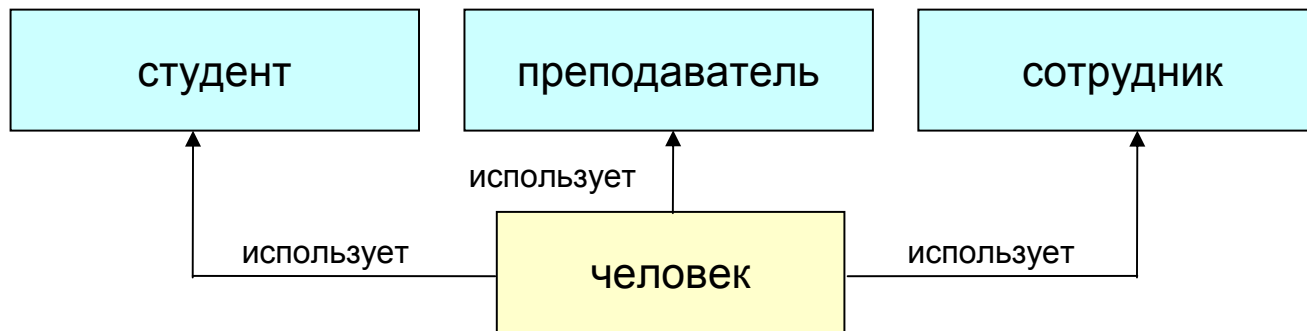 студент
преподаватель
сотрудник
использует
использует
использует
человек